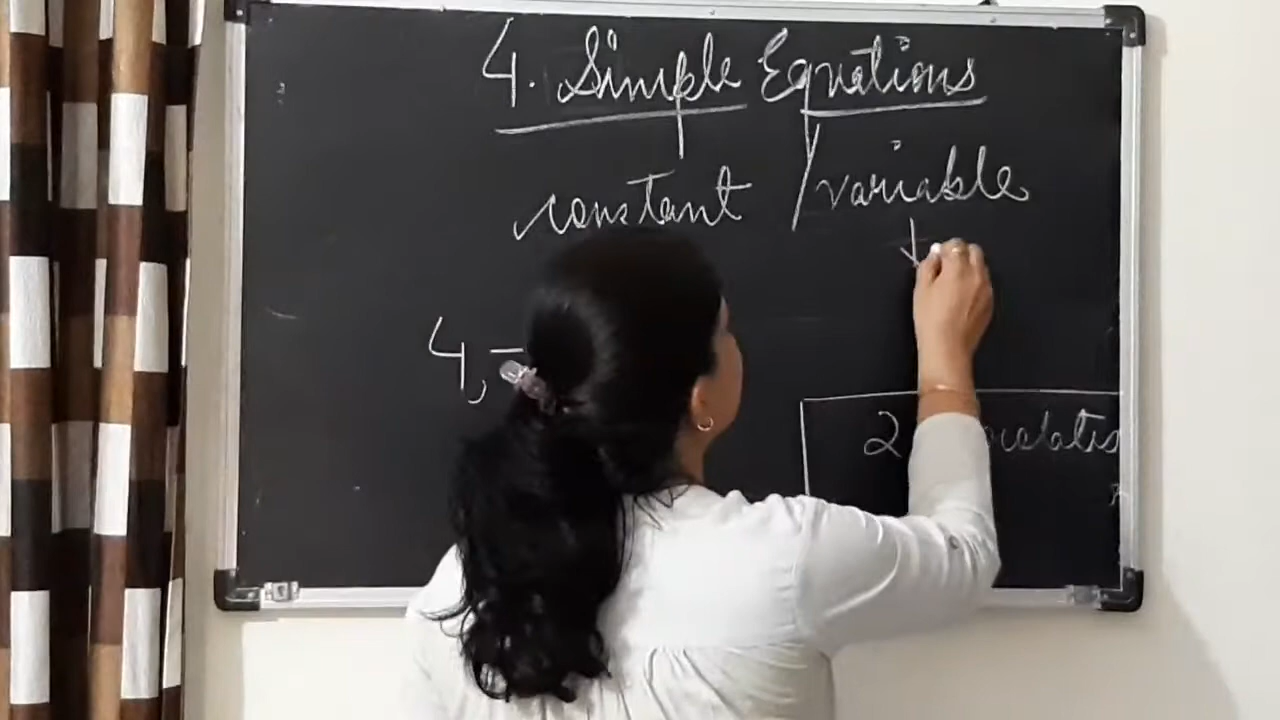 4. Simple Equations
constant / variable
4, -
2